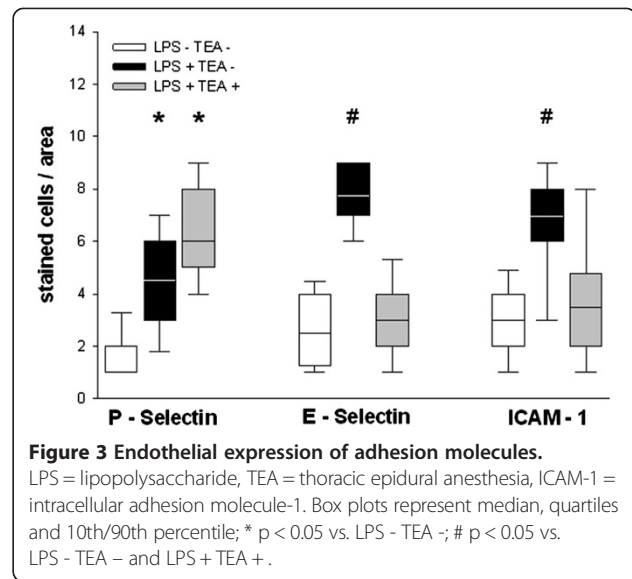 14
12
10
8
6
4
2
0
stained cells / area
LPS - TEA -
LPS + TEA -
LPS + TEA +
* * # #
P - Selectin E - Selectin ICAM - 1
Figure 3 Endothelial expression of adhesion molecules.
LPS = lipopolysaccharide, TEA = thoracic epidural anesthesia, ICAM-1 =
intracellular adhesion molecule-1. Box plots represent median, quartiles
and 10th/90th percentile; * p < 0.05 vs. LPS - TEA -; # p < 0.05 vs.
LPS - TEA – and LPS + TEA + .